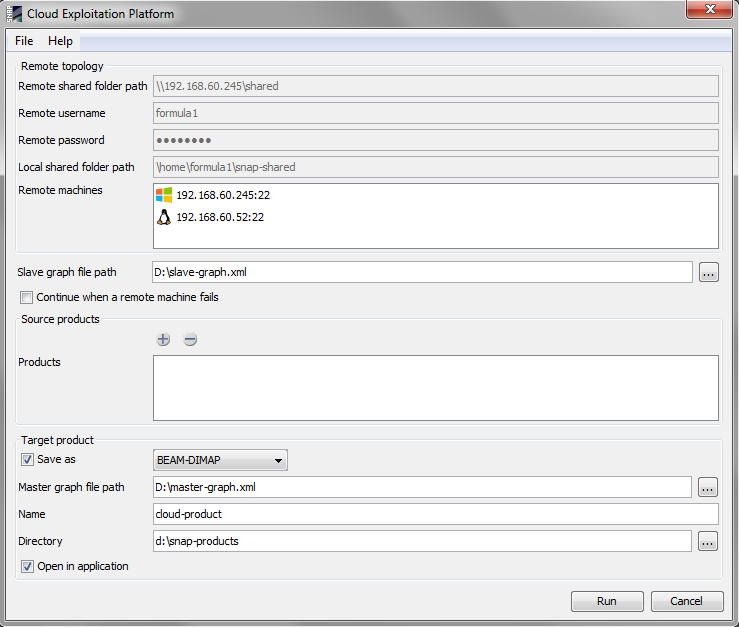 SNAP
Cloud Exploitation Platform
File Help
Remote topology
Remote shared folder path \\192.168.60.245\shared
Remote username formula1
Remote password ●●●●●●●●
Local shared folder path \home\formula1\snap-shared
Remote machines 192.168.60.245:22
192.168.60.52:22
Slave graph file path D:\slave-graph.xml ...
Continue when a remote machine fails
Source products
Products
Target product
Save as BEAM-DIMAP
Master graph file path D:\master-graph.xml ...
Name cloud-product
Directory d:\snap-products ...
Open in application
Run Cancel